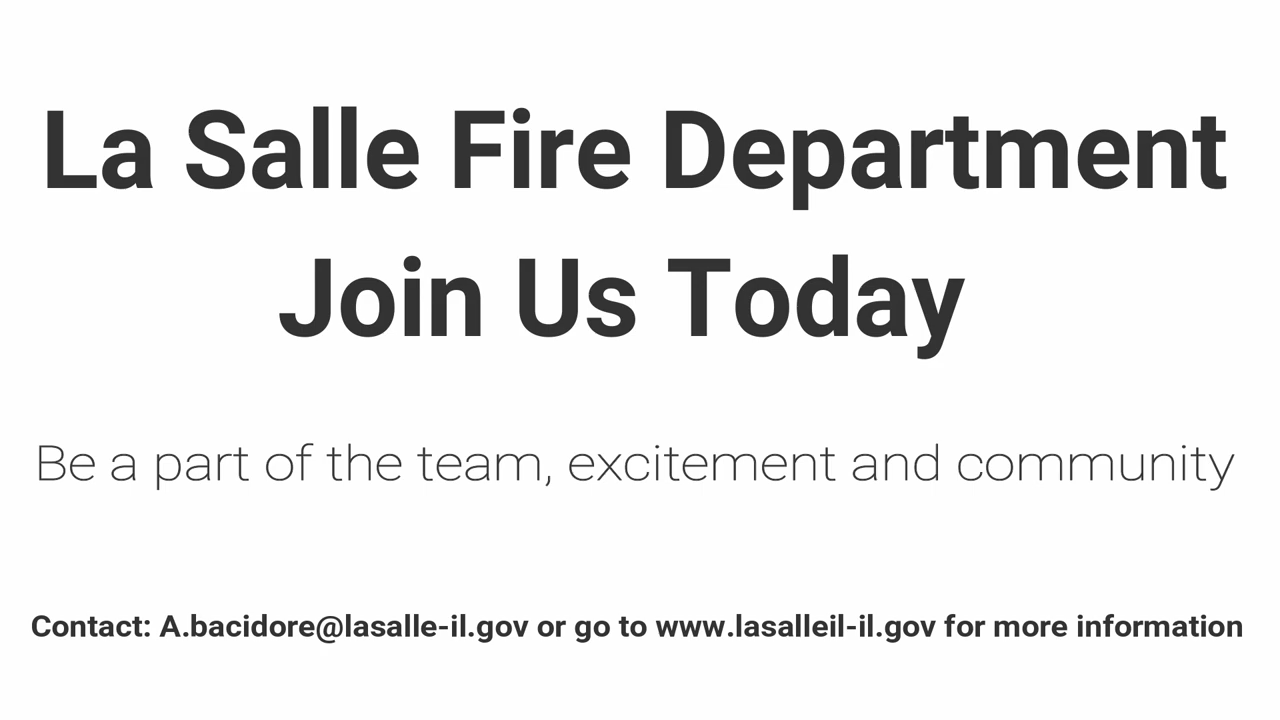 La Salle Fire Department
Join Us Today
Be a part of the team, excitement and community
Contact: A.bacidore@lasalle-il.gov or go to www.lasalleil-il.gov for more information